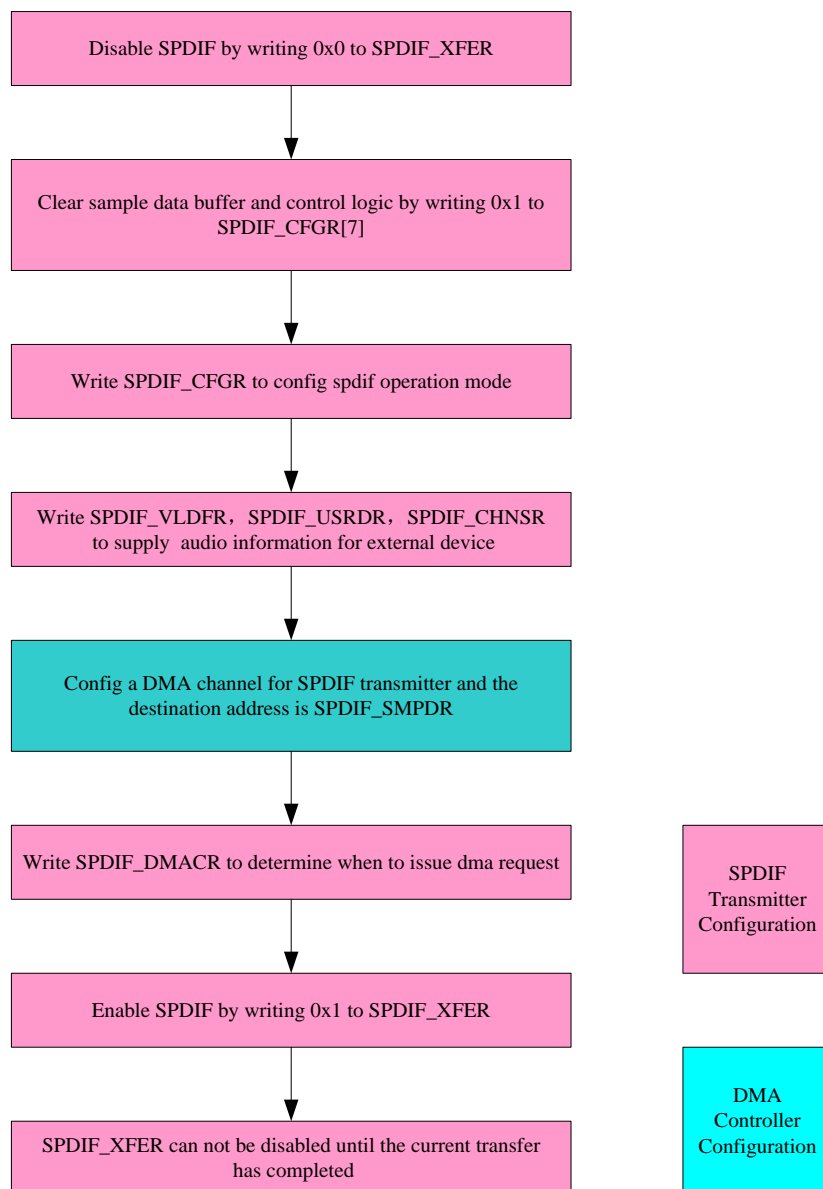 Disable SPDIF by writing 0x0 to SPDIF_XFER
Clear sample data buffer and control logic by writing 0x1 to
SPDIF_CFGR[7]
Write SPDIF_CFGR to config spdif operation mode
Write SPDIF_VLDFR，SPDIF_USRDR，SPDIF_CHNSR
to supply audio information for external device
Config a DMA channel for SPDIF transmitter and the
destination address is SPDIF_SMPDR
Write SPDIF_DMACR to determine when to issue dma request
Enable SPDIF by writing 0x1 to SPDIF_XFER
SPDIF_XFER can not be disabled until the current transfer
has completed
SPDIF
Transmitter
Configuration
DMA
Controller
Configuration